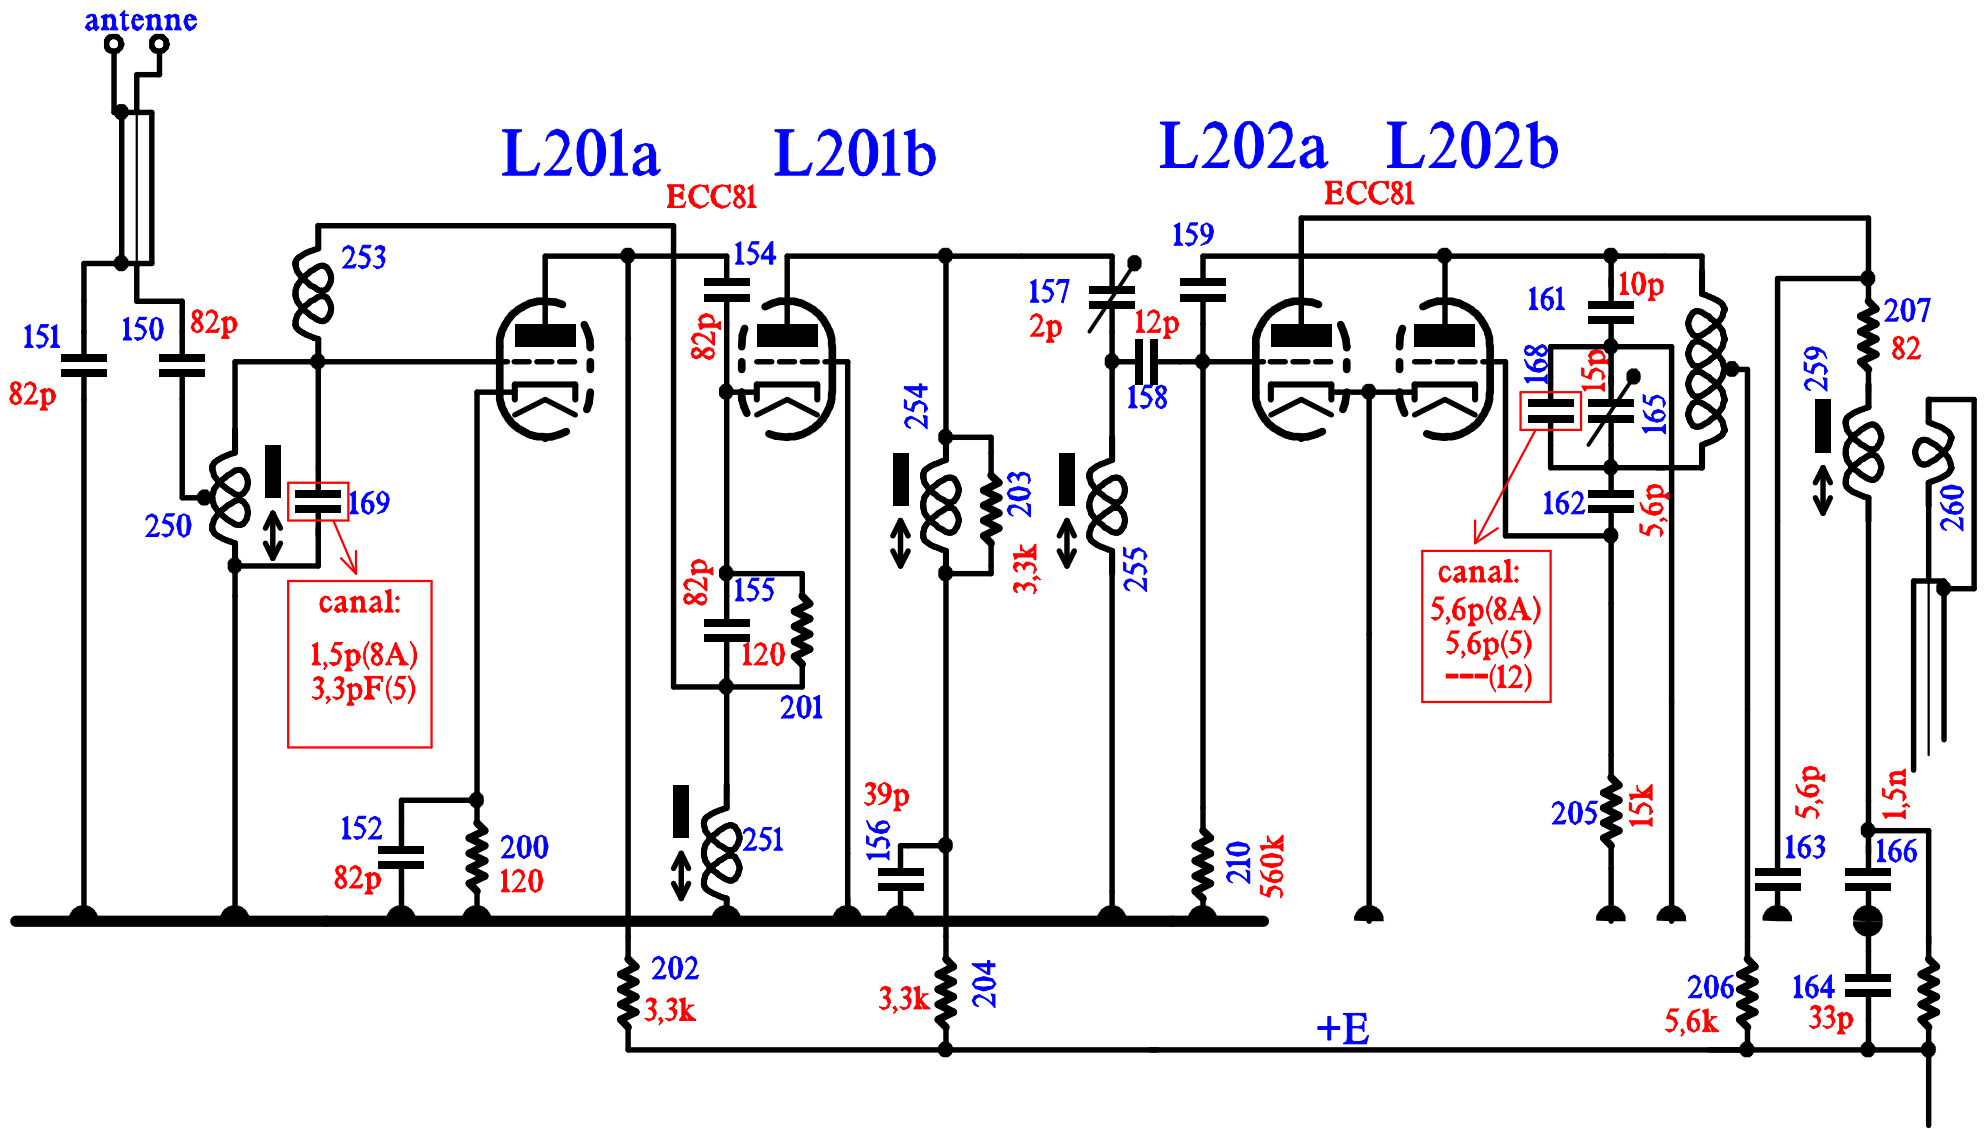 antenne
L201a
L201b
L202a
L202b
ECC81
ECC81
253
154
159
157
2p
12p
158
161
10p
207
82
151
82p
150
82p
82p
168
15p
165
259
254
169
250
203
3,3k
255
162
5,6p
260
canal:
1,5p(8A)
3,3pF(5)
82p
155
120
201
canal:
5,6p(8A)
5,6p(5)
---(12)
152
82p
200
120
251
39p
156
210
560k
205
15k
5,6p
163
1,5n
166
202
3,3k
3,3k
204
+E
206
5,6k
164
33p